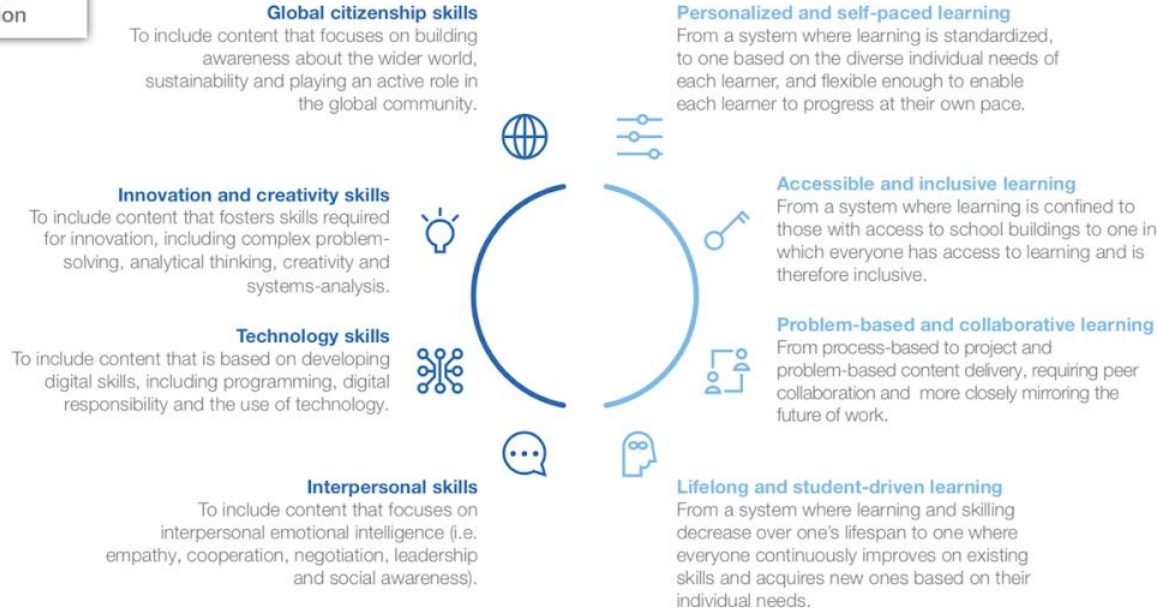 ion
Global citizenship skills
To include content that focuses on building
awareness about the wider world,
sustainability and playing an active role in
the global community.
Innovation and creativity skills
To include content that fosters skills required
for innovation, including complex problem-
solving, analytical thinking, creativity and
systems-analysis.
Technology skills
To include content that is based on developing
digital skills, including programming, digital
responsibility and the use of technology.
Interpersonal skills
To include content that focuses on
interpersonal emotional intelligence (i.e.
empathy, cooperation, negotiation, leadership
and social awareness).
Personalized and self-paced learning
From a system where learning is standardized,
to one based on the diverse individual needs of
each learner, and flexible enough to enable
each learner to progress at their own pace.
Accessible and inclusive learning
From a system where learning is confined to
those with access to school buildings to one in
which everyone has access to learning and is
therefore inclusive.
Problem-based and collaborative learning
From process-based to project and
problem-based content delivery, requiring peer
collaboration and more closely mirroring the
future of work.
Lifelong and student-driven learning
From a system where learning and skilling
decrease over one's lifespan to one where
everyone continuously improves on existing
skills and acquires new ones based on their
individual needs.